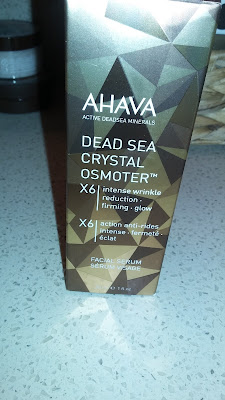 AHAVA
ACTIVE DEADSEA MINERALS
DEAD SEA
CRYSTAL
OSMOTER™
X6 intense wrinkle
reduction ·
firming · glow
X6 action anti-rides
intense · fermeté ·
éclat
FACIAL SERUM
SÉRUM VISAGE